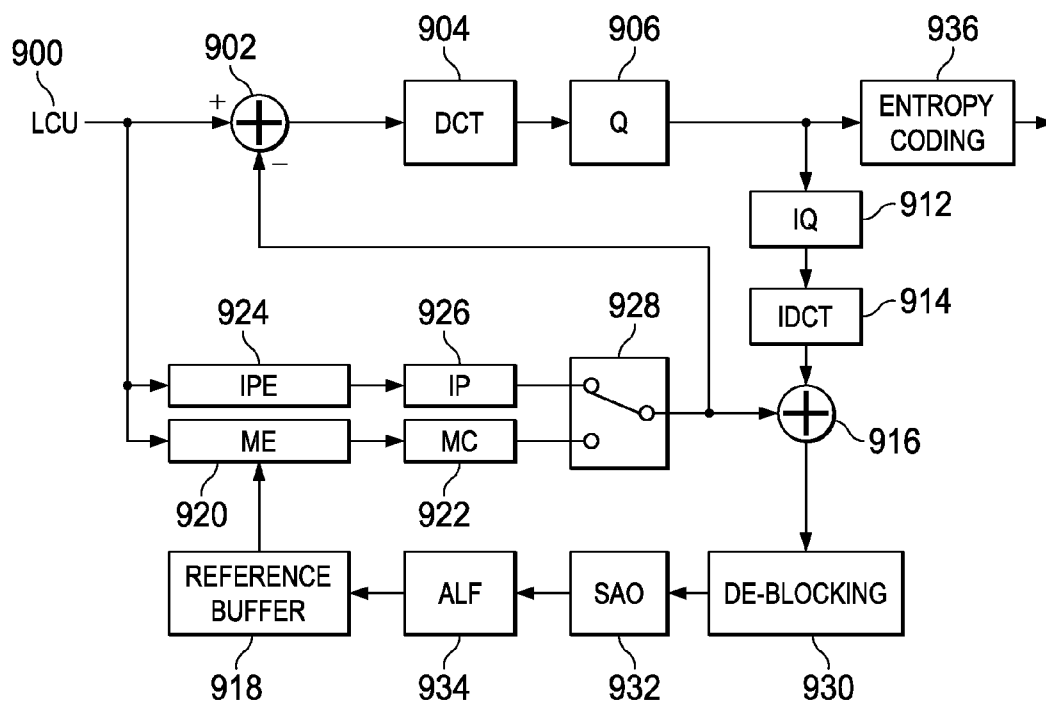 900
902
904
906
936
LCU
+
−
DCT
Q
ENTROPY
CODING
IQ
912
IDCT
914
924
926
928
IPE
IP
ME
MC
916
920
922
REFERENCE
BUFFER
ALF
SAO
DE-BLOCKING
918
934
932
930